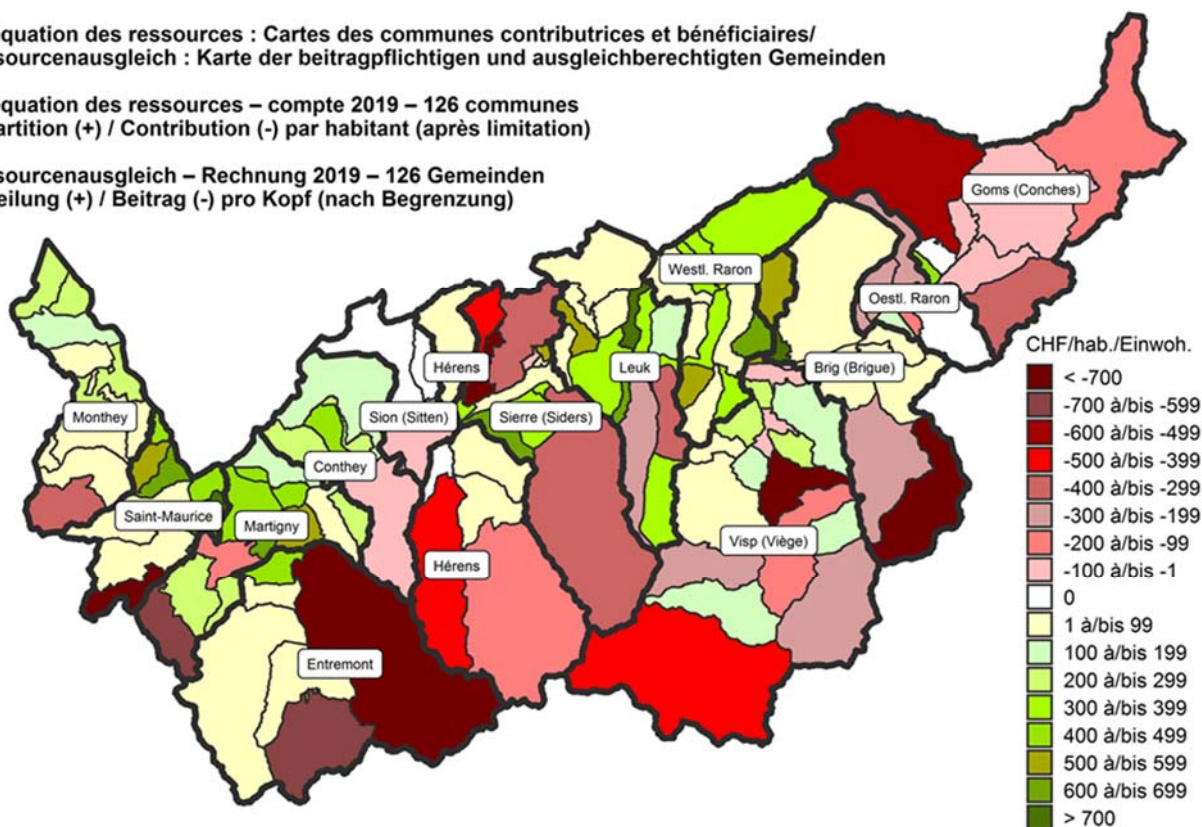 équation des ressources : Cartes des communes contributrices et bénéficiaires/
sourcenausgleich : Karte der beitragpflichtigen und ausgleichberechtigten Gemeinden
équation des ressources – compte 2019 – 126 communes
partition (+) / Contribution (-) par habitant (après limitation)
sourcenausgleich – Rechnung 2019 – 126 Gemeinden
eilung (+) / Beitrag (-) pro Kopf (nach Begrenzung)
Goms (Conches)
Westl. Raron
Oestl. Raron
Hérens
Leuk
Brig (Brigue)
Monthey
Sion (Sitten)
Sierre (Siders)
Conthey
Saint-Maurice
Martigny
Visp (Viège)
Hérens
Entremont
CHF/hab./Einwoh.
< -700
-700 à/bis -599
-600 à/bis -499
-500 à/bis -399
-400 à/bis -299
-300 à/bis -199
-200 à/bis -99
-100 à/bis -1
0
1 à/bis 99
100 à/bis 199
200 à/bis 299
300 à/bis 399
400 à/bis 499
500 à/bis 599
600 à/bis 699
> 700